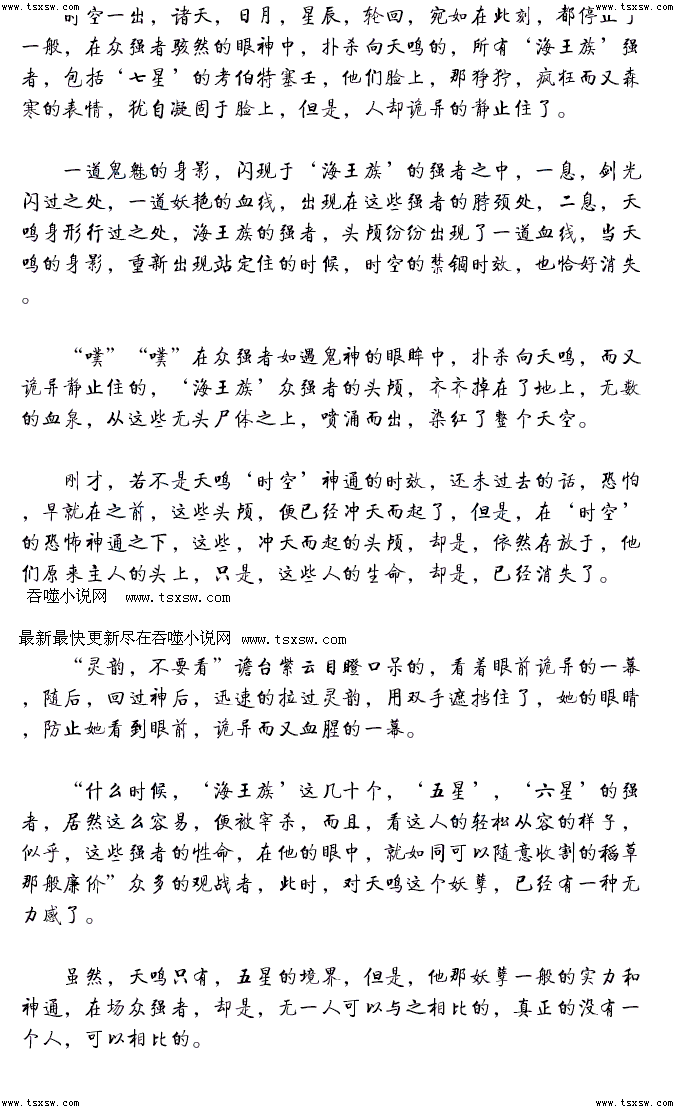 www.tsxsw.com www.tsxsw.com
时空一出，诸天，日月，星辰，轮回，宛如在此刻，都停止了
一般，在众强者骇然的眼神中，扑杀向天鸣的，所有‘海王族’强
者，包括‘七星’的考伯特塞壬，他们脸上，那狰狞，疯狂而又森
寒的表情，犹自凝固于脸上，但是，人却诡异的静止住了。
一道鬼魅的身影，闪现于‘海王族’的强者之中，一息，剑光
闪过之处，一道妖艳的血线，出现在这些强者的脖颈处，二息，天
鸣身形行过之处，海王族的强者，头颅纷纷出现了一道血线，当天
鸣的身影，重新出现站定住的时候，时空的禁锢时效，也恰好消失
。
“噗”“噗”在众强者如遇鬼神的眼眸中，扑杀向天鸣，而又
诡异静止住的，‘海王族’众强者的头颅，齐齐掉在了地上，无数
的血泉，从这些无头尸体之上，喷涌而出，染红了整个天空。
刚才，若不是天鸣‘时空’神通的时效，还未过去的话，恐怕
，早就在之前，这些头颅，便已经冲天而起了，但是，在‘时空’
的恐怖神通之下，这些，冲天而起的头颅，却是，依然存放于，他
们原来主人的头上，只是，这些人的生命，却是，已经消失了。
吞噬小说网 www.tsxsw.com
最新最快更新尽在吞噬小说网 www.tsxsw.com
“灵韵，不要看”谵台紫云目瞪口呆的，看着眼前诡异的一幕
，随后，回过神后，迅速的拉过灵韵，用双手遮挡住了，她的眼睛
，防止她看到眼前，诡异而又血腥的一幕。
“什么时候，‘海王族’这几十个，‘五星’，‘六星’的强
者，居然这么容易，便被宰杀，而且，看这人的轻松从容的样子，
似乎，这些强者的性命，在他的眼中，就如同可以随意收割的稻草
那般廉价”众多的观战者，此时，对天鸣这个妖孽，已经有一种无
力感了。
虽然，天鸣只有，五星的境界，但是，他那妖孽一般的实力和
神通，在场众强者，却是，无一人可以与之相比的，真正的没有一
个人，可以相比的。
www.tsxsw.com www.tsxsw.com